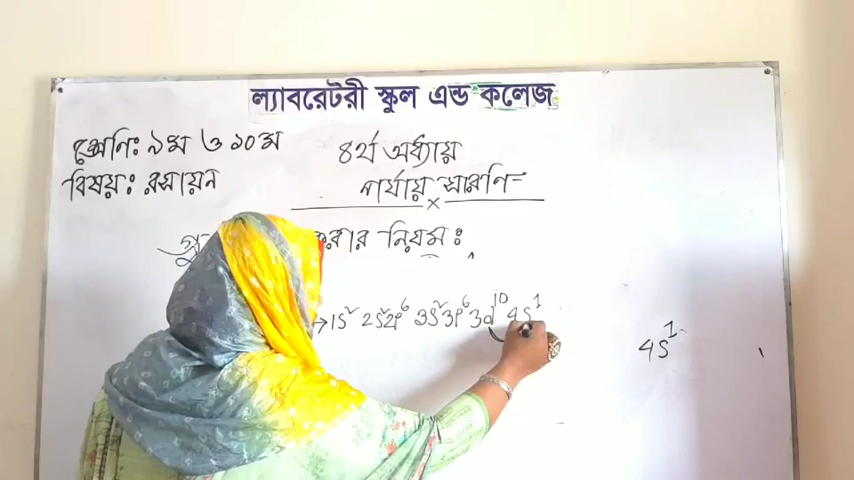 ল্যাবরেটরী স্কুল এন্ড কলেজ
শ্রেণিঃ ৯ম ও ১০ম
বিষয়ঃ রসায়ন
৪র্থ অধ্যায়
পর্যায় সারণি
করার নিয়মঃ
→ 1s² 2s² 2p⁶ 3s² 3p⁶ 3d¹⁰ 4s¹
4s¹